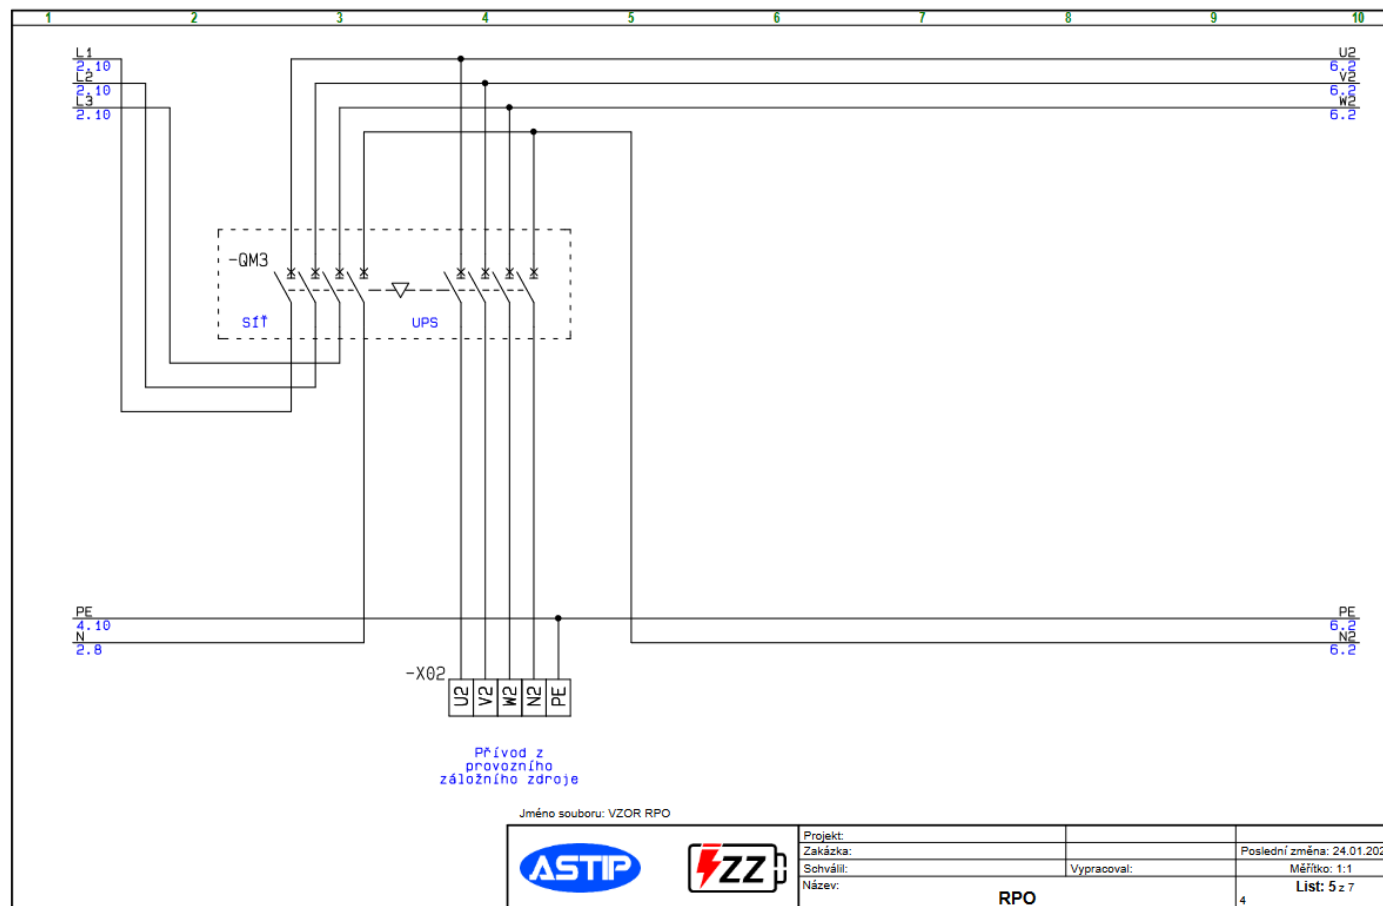 1 2 3 4 5 6 7 8 9 10
L1 U2
2.10 6.2
L2 V2
2.10 6.2
L3 W2
2.10 6.2
-QM3
SÍŤ UPS
PE PE
4.10 6.2
N N2
2.8 6.2
-X02
U2 V2 W2 N2 PE
Přívod z
provozního
záložního zdroje
Jméno souboru: VZOR RPO
ASTIP
ZZ
Projekt:
Zakázka: Poslední změna: 24.01.202
Schválil: Vypracoval: Měřítko: 1:1
Název: List: 5 z 7
RPO 4